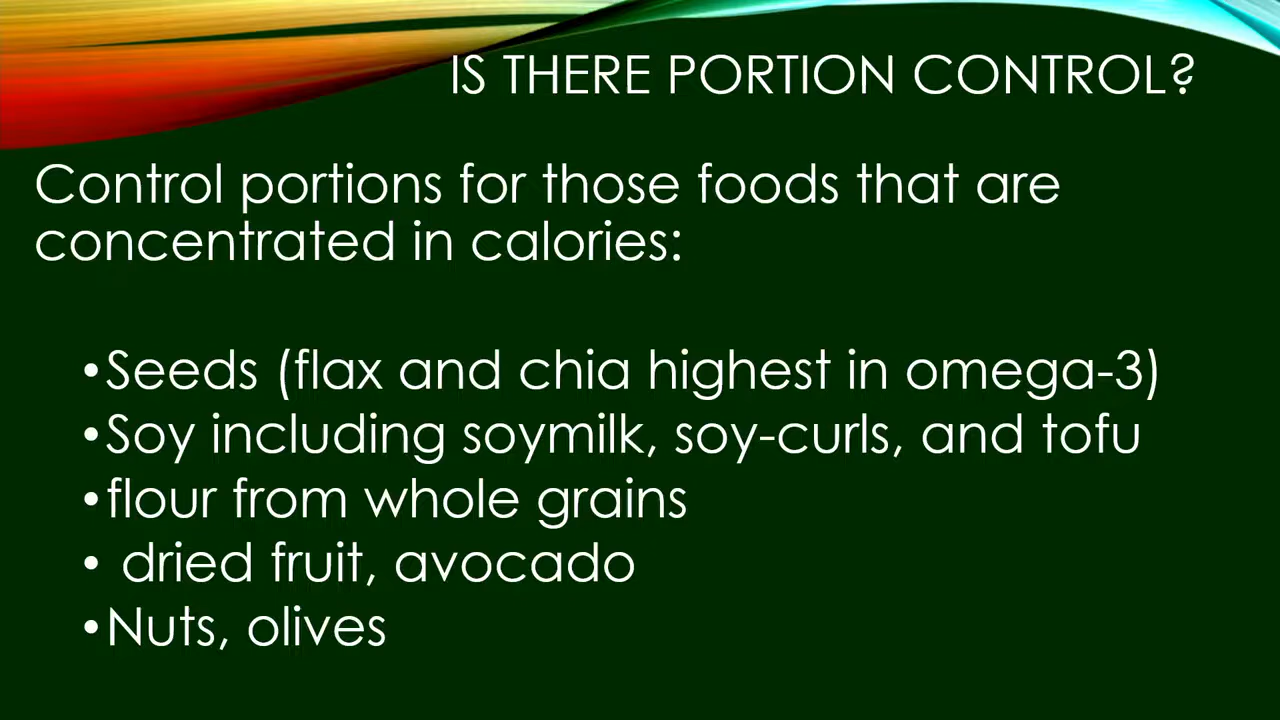 IS THERE PORTION CONTROL?
Control portions for those foods that are
concentrated in calories:
•Seeds (flax and chia highest in omega-3)
•Soy including soymilk, soy-curls, and tofu
•flour from whole grains
• dried fruit, avocado
•Nuts, olives